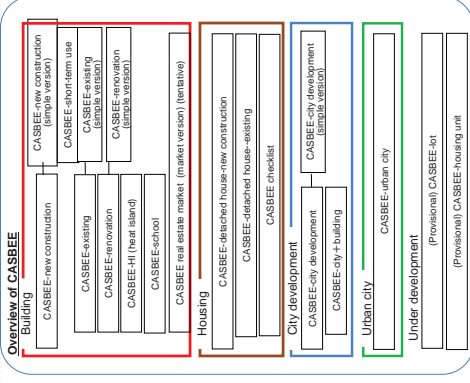 Overview of CASBEE
Building
CASBEE-new construction
CASBEE-new construction
(simple version)
CASBEE-short-term use
CASBEE-existing
CASBEE-existing
(simple version)
CASBEE-renovation
CASBEE-renovation
(simple version)
CASBEE-HI (heat island)
CASBEE-school
CASBEE real estate market (market version) (tentative)
Housing
CASBEE-detached house-new construction
CASBEE-detached house--existing
CASBEE checklist
City development
CASBEE-city development
CASBEE-city development
(simple version)
CASBEE-city+building
Urban city
CASBEE-urban city
Under development
(Provisional) CASBEE-lot
(Provisional) CASBEE-housing unit